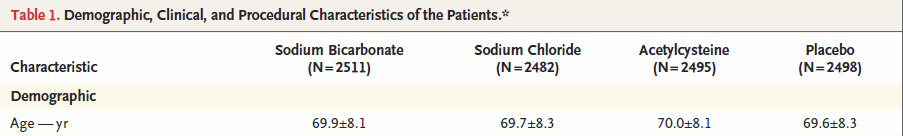 Table 1. Demographic, Clinical, and Procedural Characteristics of the Patients.*
Characteristic Sodium Bicarbonate (N=2511) Sodium Chloride (N=2482) Acetylcysteine (N=2495) Placebo (N=2498)
Demographic
Age — yr 69.9±8.1 69.7±8.3 70.0±8.1 69.6±8.3